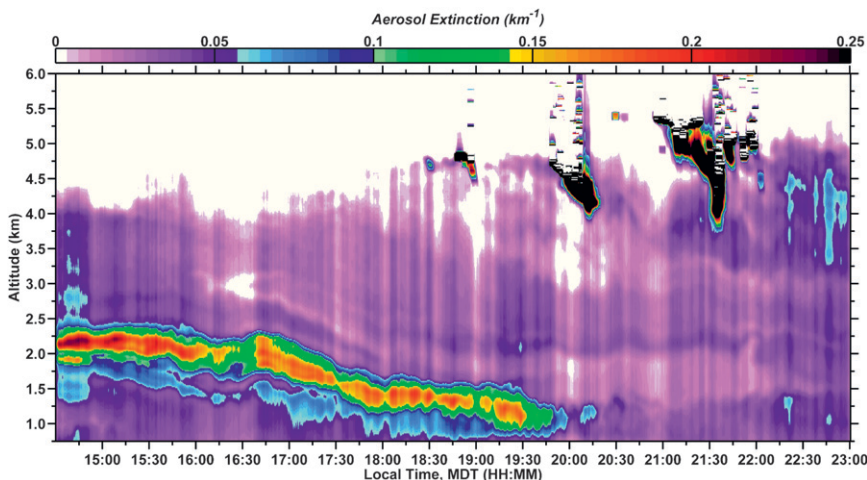 Aerosol Extinction (km⁻¹)
0 0.05 0.1 0.15 0.2 0.25
Altitude (km)
6.0
5.5
5.0
4.5
4.0
3.5
3.0
2.5
2.0
1.5
1.0
15:00 15:30 16:00 16:30 17:00 17:30 18:00 18:30 19:00 19:30 20:00 20:30 21:00 21:30 22:00 22:30 23:00
Local Time, MDT (HH:MM)